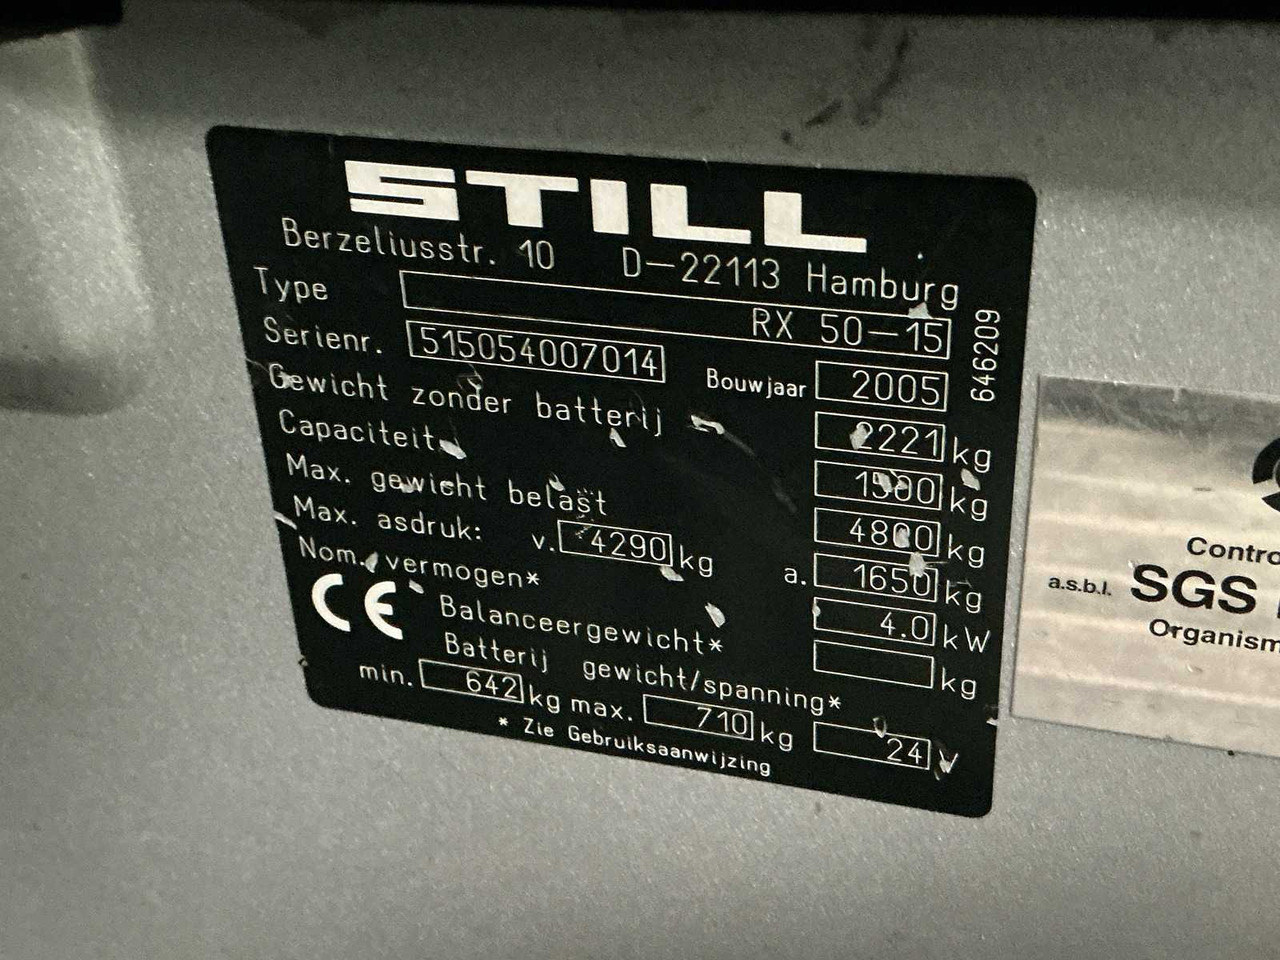 STILL
Berzeliusstr. 10 D-22113 Hamburg
Type RX 50-15
Serienr. 515054007014 Bouwjaar 2005
646209
Gewicht zonder batterij 2221 kg
Capaciteit 1500 kg
Max. gewicht belast 4800 kg
Max. asdruk: v. 4290 kg a. 1650 kg
Nom. vermogen* 4.0 kW
CE Balanceergewicht* kg
Batterij gewicht/spanning*
min. 642 kg max. 710 kg 24 V
* Zie Gebruiksaanwijzing
a.s.b.l. SGS